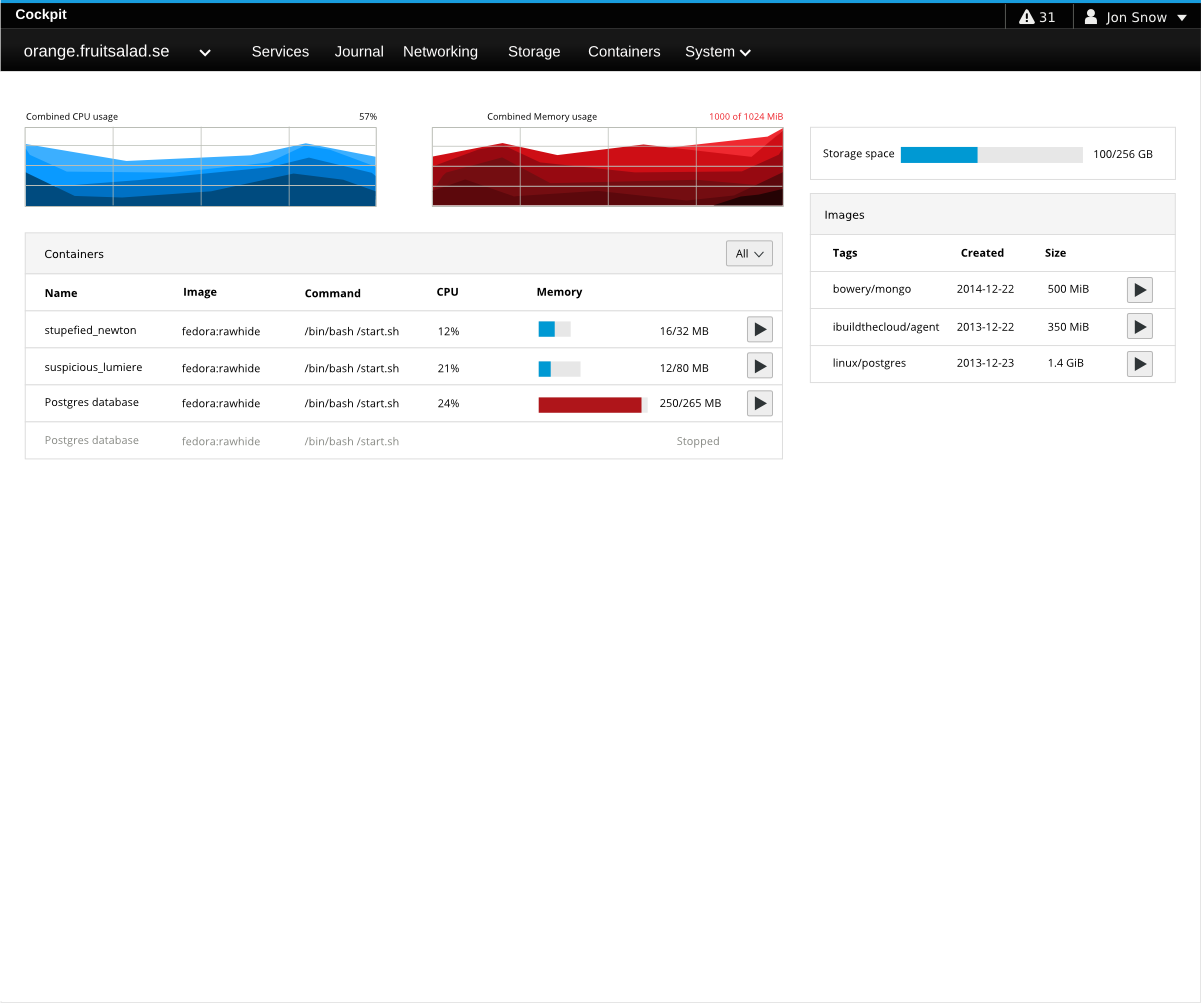 Cockpit
31
Jon Snow
orange.fruitsalad.se
Services Journal Networking Storage Containers System
Combined CPU usage 57%
Combined Memory usage 1000 of 1024 MiB
Storage space 100/256 GB
Containers All
Name Image Command CPU Memory
stupefied_newton fedora:rawhide /bin/bash /start.sh 12% 16/32 MB
suspicious_lumiere fedora:rawhide /bin/bash /start.sh 21% 12/80 MB
Postgres database fedora:rawhide /bin/bash /start.sh 24% 250/265 MB
Postgres database fedora:rawhide /bin/bash /start.sh Stopped
Images
Tags Created Size
bowery/mongo 2014-12-22 500 MiB
ibuildthecloud/agent 2013-12-22 350 MiB
linux/postgres 2013-12-23 1.4 GiB